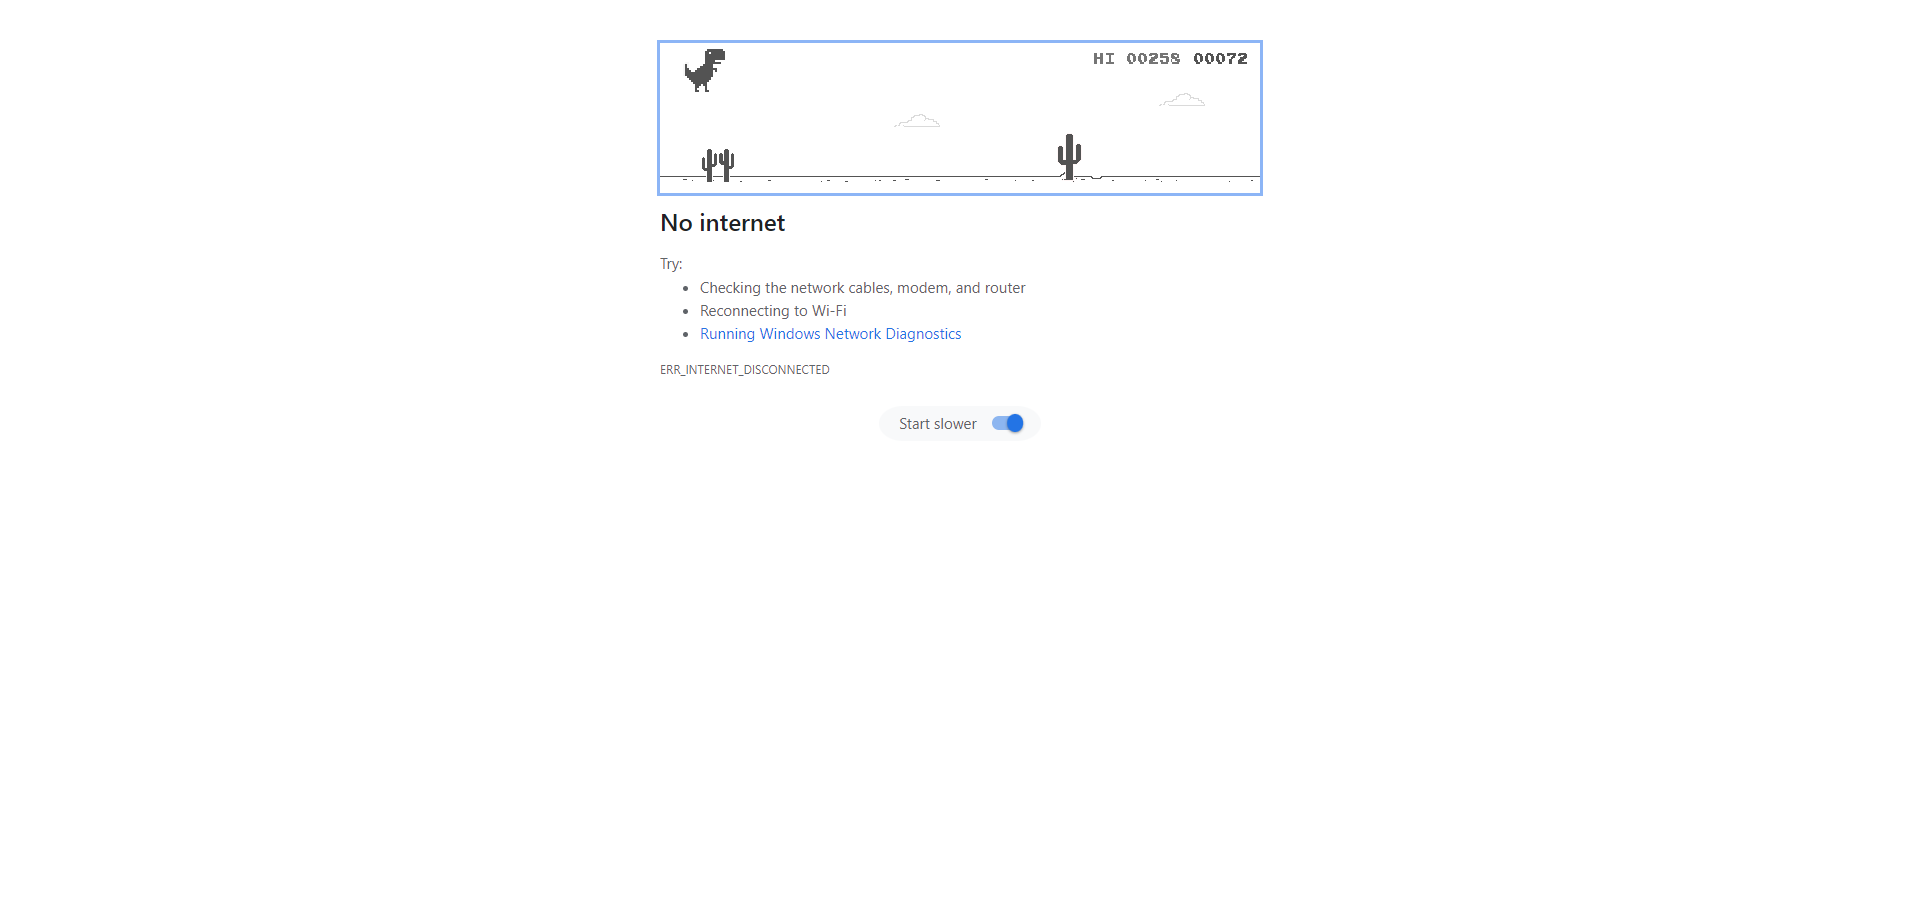 HI 00258 00072
No internet
Try:
Checking the network cables, modem, and router
Reconnecting to Wi-Fi
Running Windows Network Diagnostics
ERR_INTERNET_DISCONNECTED
Start slower